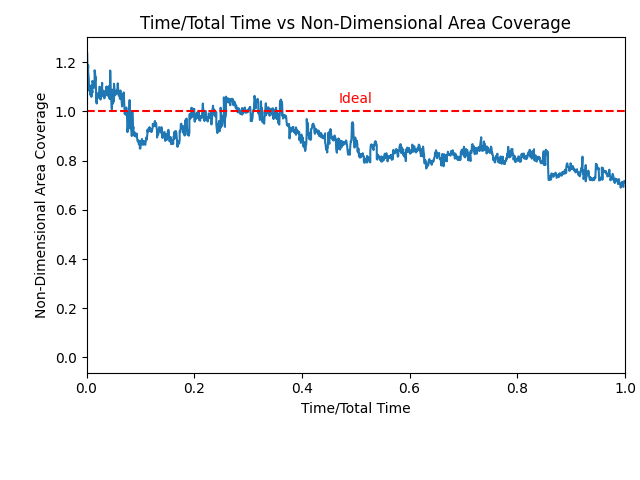 Time/Total Time vs Non-Dimensional Area Coverage
Non-Dimensional Area Coverage
1.2
1.0
0.8
0.6
0.4
0.2
0.0
Ideal
0.0 0.2 0.4 0.6 0.8 1.0
Time/Total Time